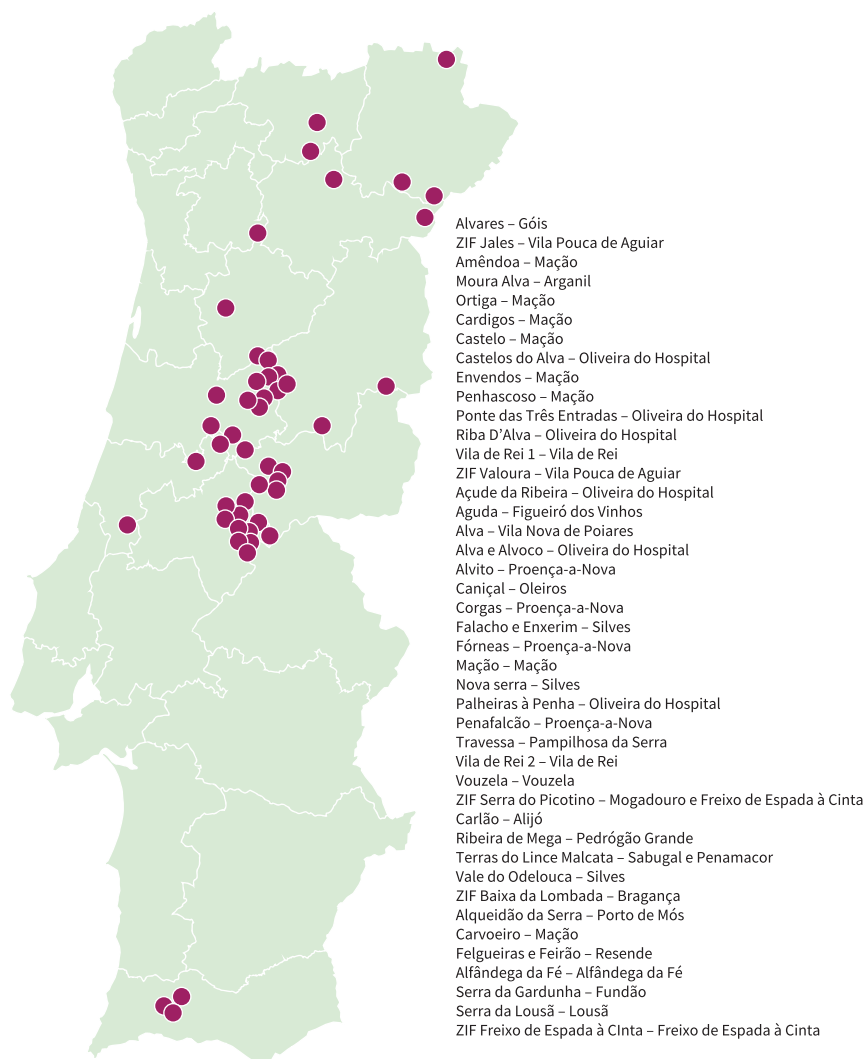 Alvares – Góis
ZIF Jales – Vila Pouca de Aguiar
Amêndoa – Mação
Moura Alva – Arganil
Ortiga – Mação
Cardigos – Mação
Castelo – Mação
Castelos do Alva – Oliveira do Hospital
Envendos – Mação
Penhascoso – Mação
Ponte das Três Entradas – Oliveira do Hospital
Riba D’Alva – Oliveira do Hospital
Vila de Rei 1 – Vila de Rei
ZIF Valoura – Vila Pouca de Aguiar
Açude da Ribeira – Oliveira do Hospital
Aguda – Figueiró dos Vinhos
Alva – Vila Nova de Poiares
Alva e Alvoco – Oliveira do Hospital
Alvito – Proença-a-Nova
Caniçal – Oleiros
Corgas – Proença-a-Nova
Falacho e Enxerim – Silves
Fórneas – Proença-a-Nova
Mação – Mação
Nova serra – Silves
Palheiras à Penha – Oliveira do Hospital
Penafalcão – Proença-a-Nova
Travessa – Pampilhosa da Serra
Vila de Rei 2 – Vila de Rei
Vouzela – Vouzela
ZIF Serra do Picotino – Mogadouro e Freixo de Espada à Cinta
Carlão – Alijó
Ribeira de Mega – Pedrógão Grande
Terras do Lince Malcata – Sabugal e Penamacor
Vale do Odelouca – Silves
ZIF Baixa da Lombada – Bragança
Alqueidão da Serra – Porto de Mós
Carvoeiro – Mação
Felgueiras e Feirão – Resende
Alfândega da Fé – Alfândega da Fé
Serra da Gardunha – Fundão
Serra da Lousã – Lousã
ZIF Freixo de Espada à CInta – Freixo de Espada à Cinta